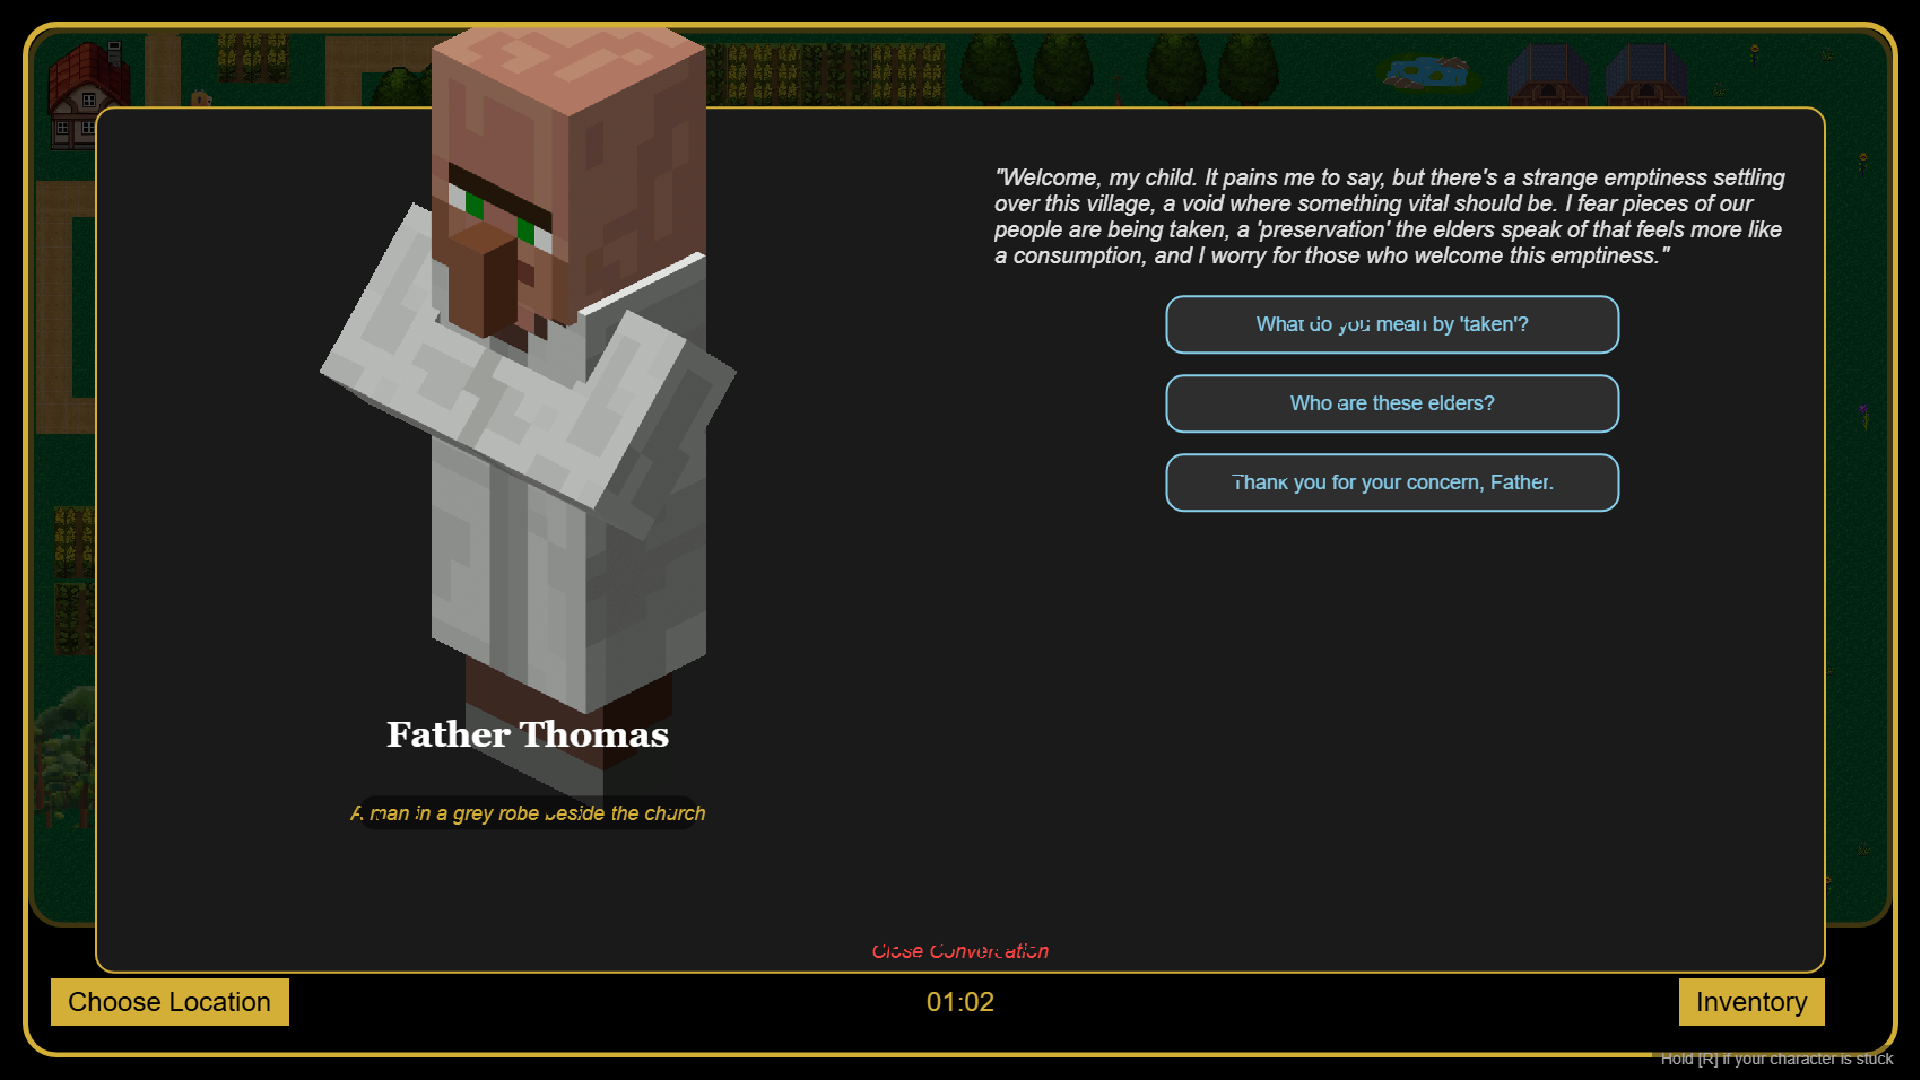 "Welcome, my child. It pains me to say, but there's a strange emptiness settling
over this village, a void where something vital should be. I fear pieces of our
people are being taken, a 'preservation' the elders speak of that feels more like
a consumption, and I worry for those who welcome this emptiness."
What do you mean by 'taken'?
Who are these elders?
Thank you for your concern, Father.
Father Thomas
A man in a grey robe beside the church
Close Conversation
Choose Location
01:02
Inventory
Hold [R] if your character is stuck